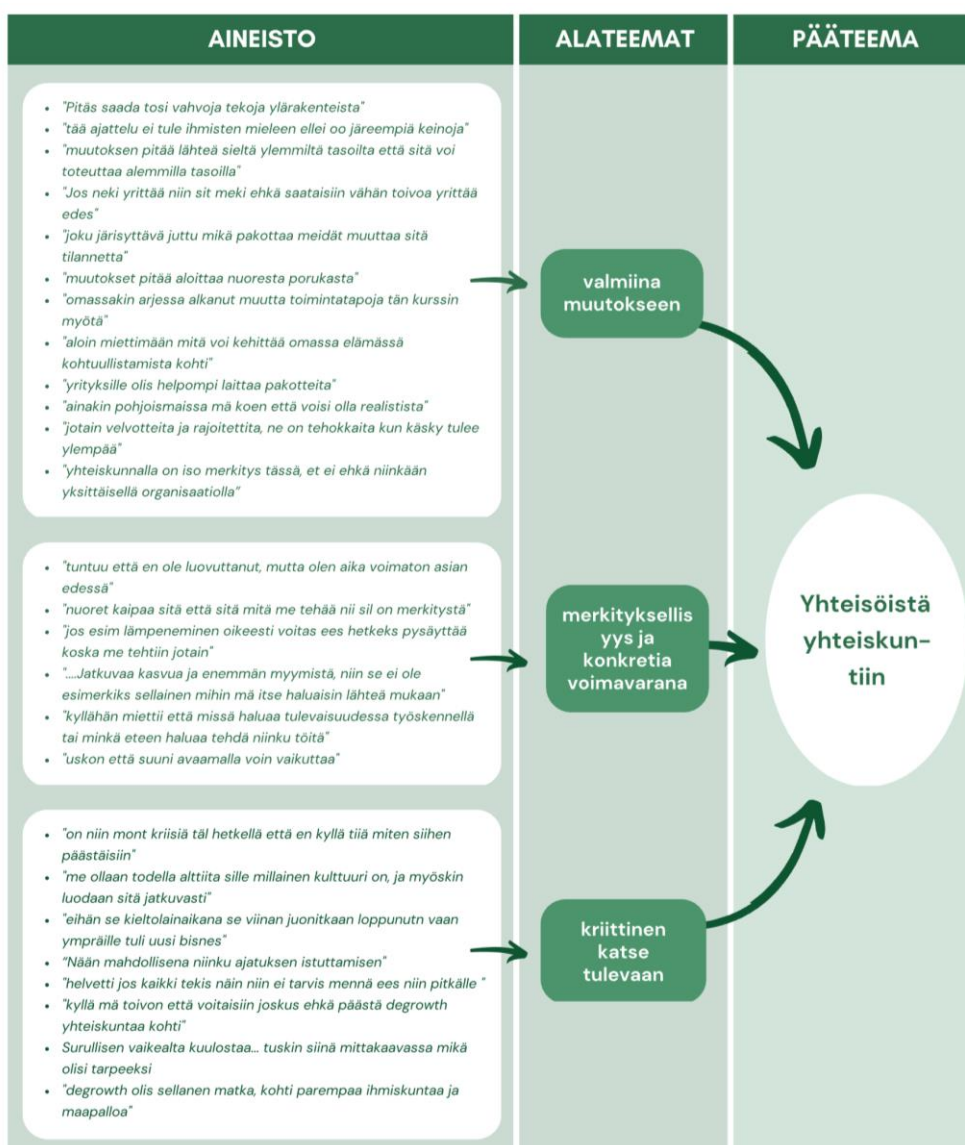 AINEISTO
ALATEEMAT
PÄÄTEEMA
• "Pitäs saada tosi vahvoja tekoja ylärakenteista"
• "tää ajattelu ei tule ihmisten mieleen ellei oo järeempiä keinoja"
• "muutoksen pitää lähteä sieltä ylemmiltä tasoilta että sitä voi
toteuttaa alemmilla tasoilla"
• "Jos neki yrittää niin sit meki ehkä saataisiin vähän toivoa yrittää
edes"
• "joku järisyttävä juttu mikä pakottaa meidät muuttaa sitä
tilannetta"
• "muutokset pitää aloittaa nuoresta porukasta"
• "omassakin arjessa alkanut muutta toimintatapoja tän kurssin
myötä"
• "aloin miettimään mitä voi kehittää omassa elämässä
kohtuullistamista kohti"
• "yrityksille olis helpompi laittaa pakotteita"
• "ainakin pohjoismaissa mä koen että voisi olla realistista"
• "jotain velvotteita ja rajoitettita, ne on tehokkaita kun käsky tulee
ylempää"
• "yhteiskunnalla on iso merkitys tässä, et ei ehkä niinkään
yksittäisellä organisaatiolla"
valmiina
muutokseen
• "tuntuu että en ole luovuttanut, mutta olen aika voimaton asian
edessä"
• "nuoret kaipaa sitä että sitä mitä me tehää nii sil on merkitystä"
• "jos esim lämpeneminen oikeesti voitas ees hetkeks pysäyttää
koska me tehtiin jotain"
• "....Jatkuvaa kasvua ja enemmän myymistä, niin se ei ole
esimerkiks sellainen mihin mä itse haluaisin lähteä mukaan"
• "kyllähän miettii että missä haluaa tulevaisuudessa työskennellä
tai minkä eteen haluaa tehdä niinku töitä"
• "uskon että suuni avaamalla voin vaikuttaa"
merkityksellis
yys ja
konkretia
voimavarana
Yhteisöistä
yhteiskun-
tiin
• "on niin mont kriisiä täl hetkellä että en kyllä tiiä miten siihen
päästäisiin"
• "me ollaan todella alttiita sille millainen kulttuuri on, ja myöskin
luodaan sitä jatkuvasti"
• "eihän se kieltolainaikana se viinan juonitkaan loppunutn vaan
ympräille tuli uusi bisnes"
• "Nään mahdollisena niinku ajatuksen istuttamisen"
• "helvetti jos kaikki tekis näin niin ei tarvis mennä ees niin pitkälle "
• "kyllä mä toivon että voitaisiin joskus ehkä päästä degrowth
yhteiskuntaa kohti"
• Surullisen vaikealta kuulostaa... tuskin siinä mittakaavassa mikä
olisi tarpeeksi
• "degrowth olis sellanen matka, kohti parempaa ihmiskuntaa ja
maapalloa"
kriittinen
katse
tulevaan